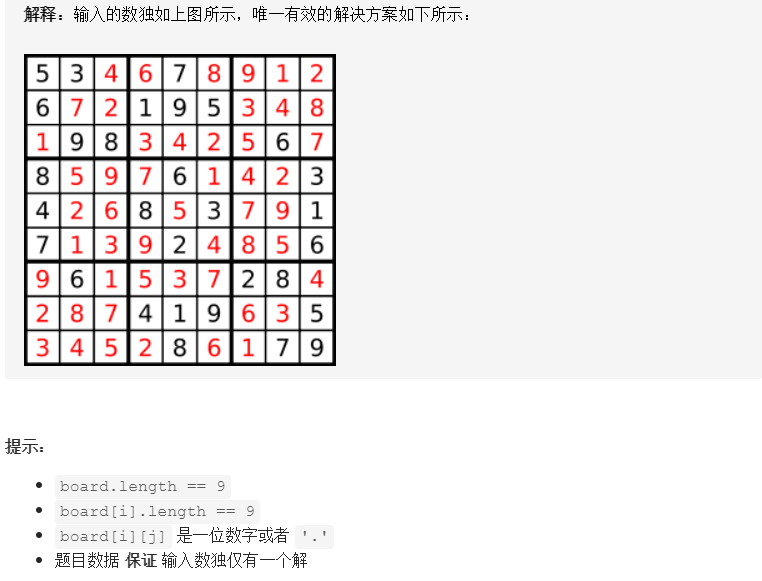 解释：输入的数独如上图所示，唯一有效的解决方案如下所示：
5 3 4 6 7 8 9 1 2
6 7 2 1 9 5 3 4 8
1 9 8 3 4 2 5 6 7
8 5 9 7 6 1 4 2 3
4 2 6 8 5 3 7 9 1
7 1 3 9 2 4 8 5 6
9 6 1 5 3 7 2 8 4
2 8 7 4 1 9 6 3 5
3 4 5 2 8 6 1 7 9
提示：
board.length == 9
board[i].length == 9
board[i][j] 是一位数字或者 '.'
题目数据 保证 输入数独仅有一个解